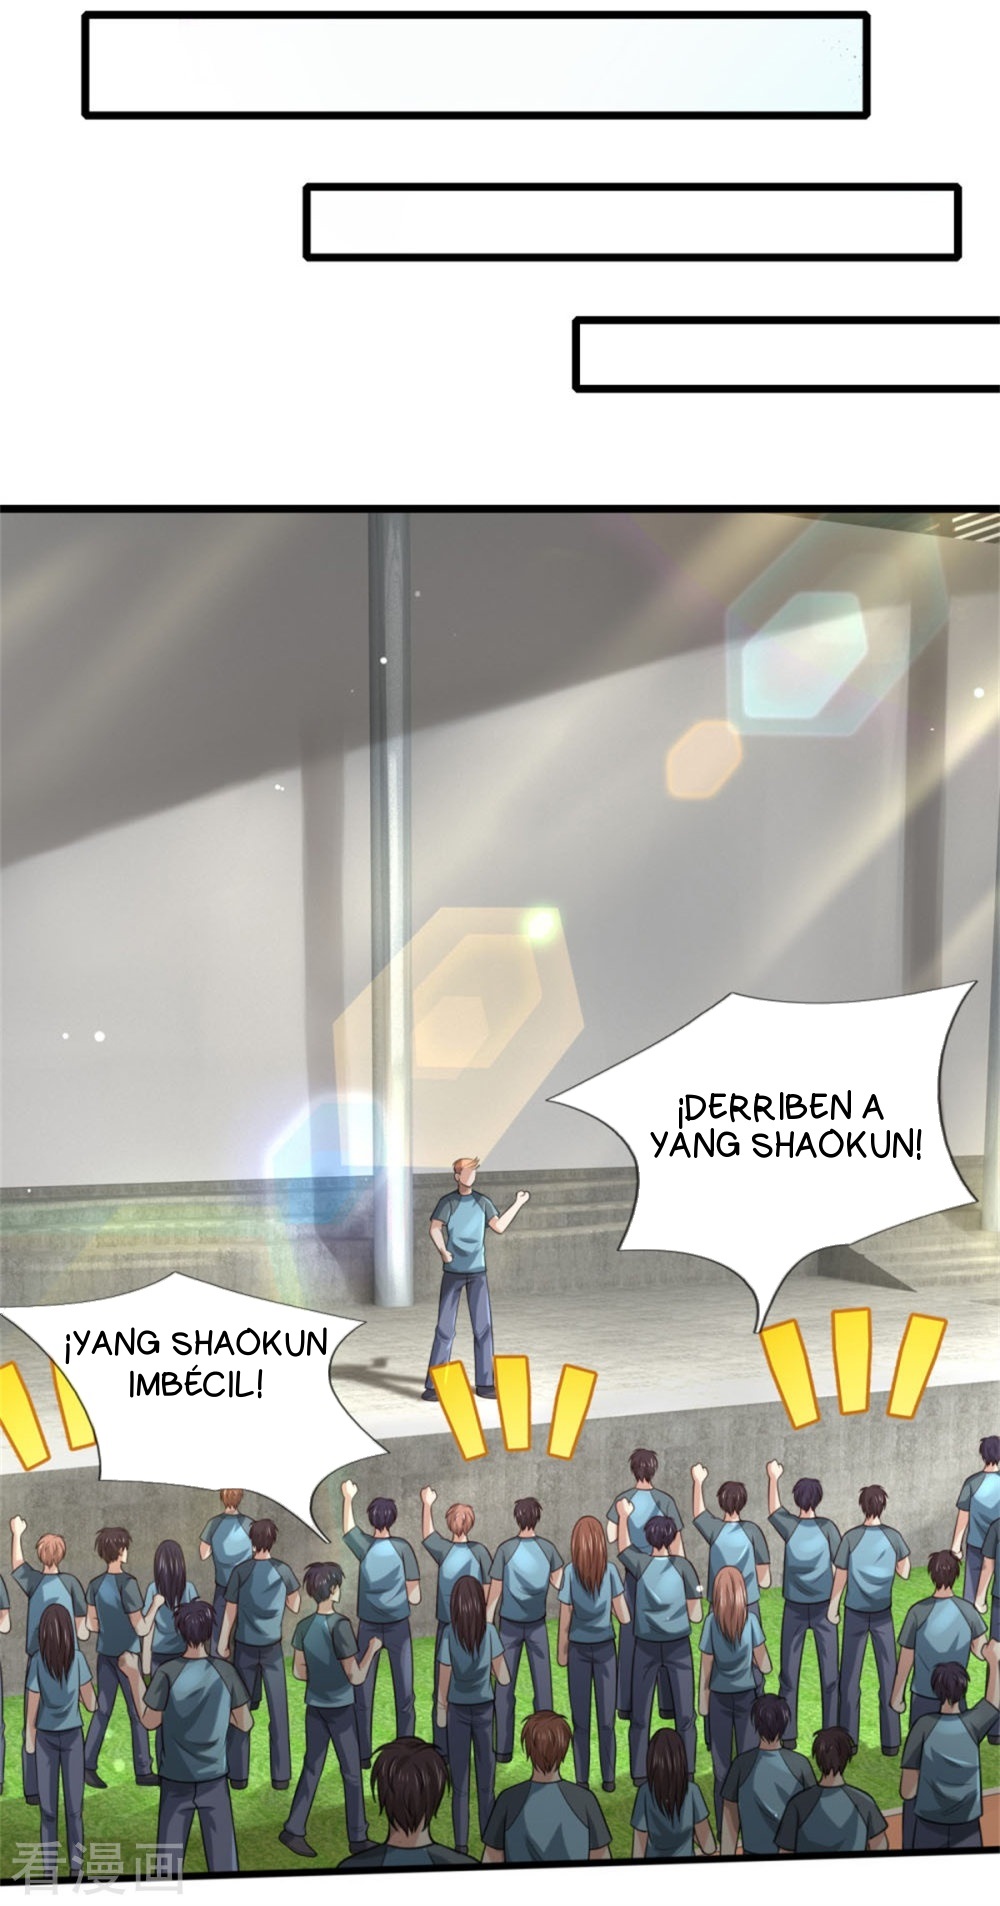 ¡DERRIBEN A
YANG SHAOKUN!
¡YANG SHAOKUN
IMBÉCIL!
看漫画